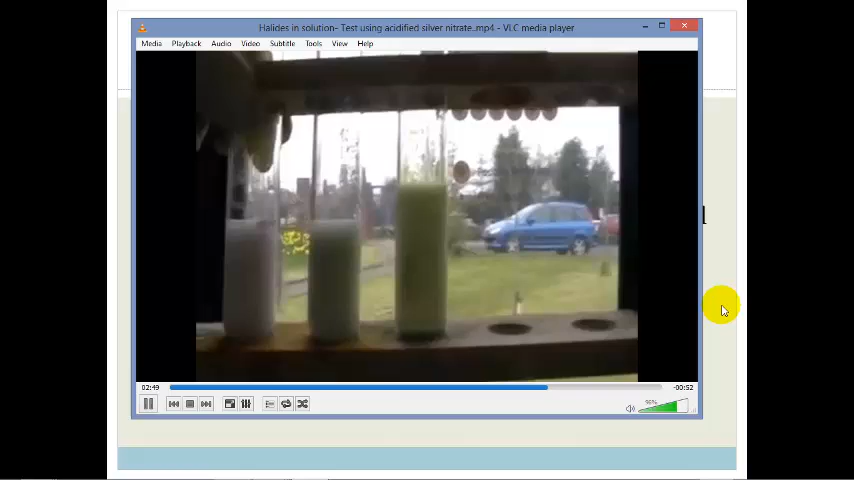 Halides in solution- Test using acidified silver nitrate..mp4 - VLC media player
Media Playback Audio Video Subtitle Tools View Help
02:49
-00:52
96%